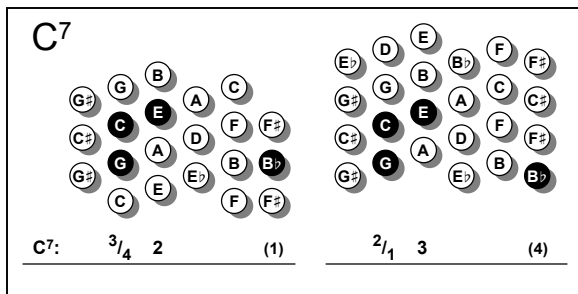 C⁷
B
G C
G♯ A
E
C F F♯
C♯ D
A
G B B♭
G♯ E♭
E
C F F♯
C⁷: 3/4 2 (1)
E
D F
E♭ B♭ F♯
B
G C
G♯ A C♯
E
C F
C♯ D F♯
A
G B
G♯ E♭ B♭
2/1 3 (4)